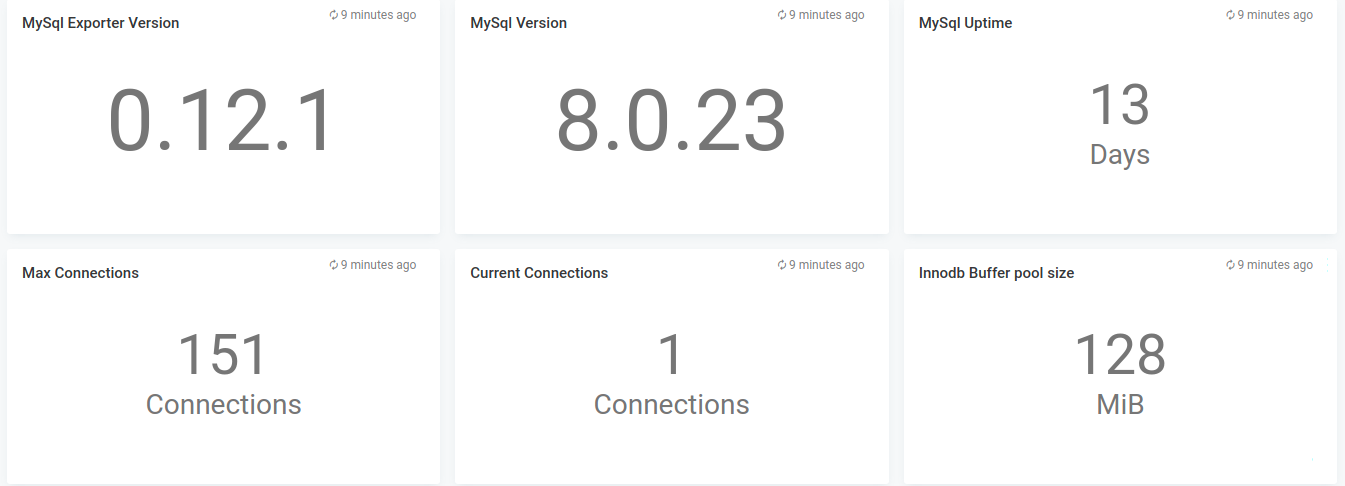 MySql Exporter Version
9 minutes ago
0.12.1
MySql Version
9 minutes ago
8.0.23
MySql Uptime
9 minutes ago
13
Days
Max Connections
9 minutes ago
151
Connections
Current Connections
9 minutes ago
1
Connections
Innodb Buffer pool size
9 minutes ago
128
MiB